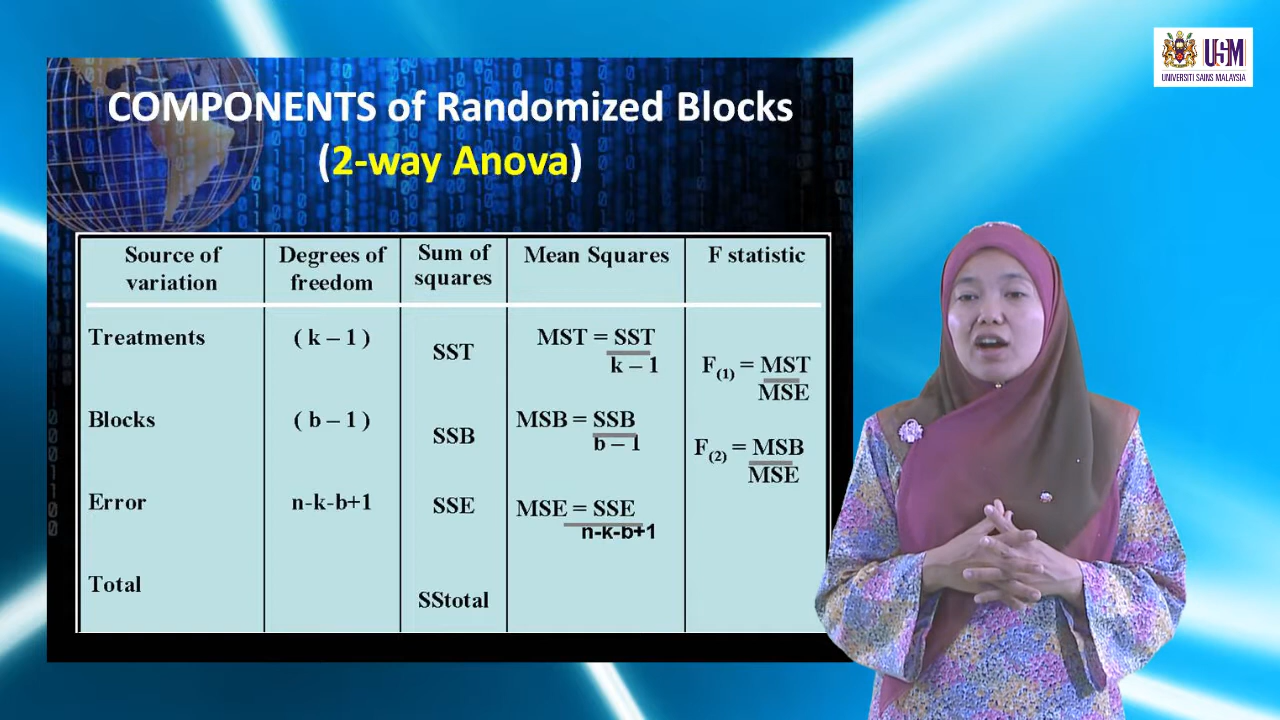 USM
UNIVERSITI SAINS MALAYSIA
COMPONENTS of Randomized Blocks
(2-way Anova)
Source of variation | Degrees of freedom | Sum of squares | Mean Squares | F statistic
Treatments | ( k – 1 ) | SST | MST = SST / k – 1 | F(1) = MST / MSE
Blocks | ( b – 1 ) | SSB | MSB = SSB / b – 1 | F(2) = MSB / MSE
Error | n-k-b+1 | SSE | MSE = SSE / n-k-b+1
Total | SStotal